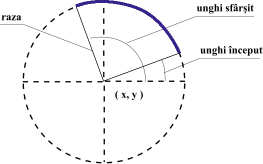 unghi sfârşit
raza
unghi început
( x, y )